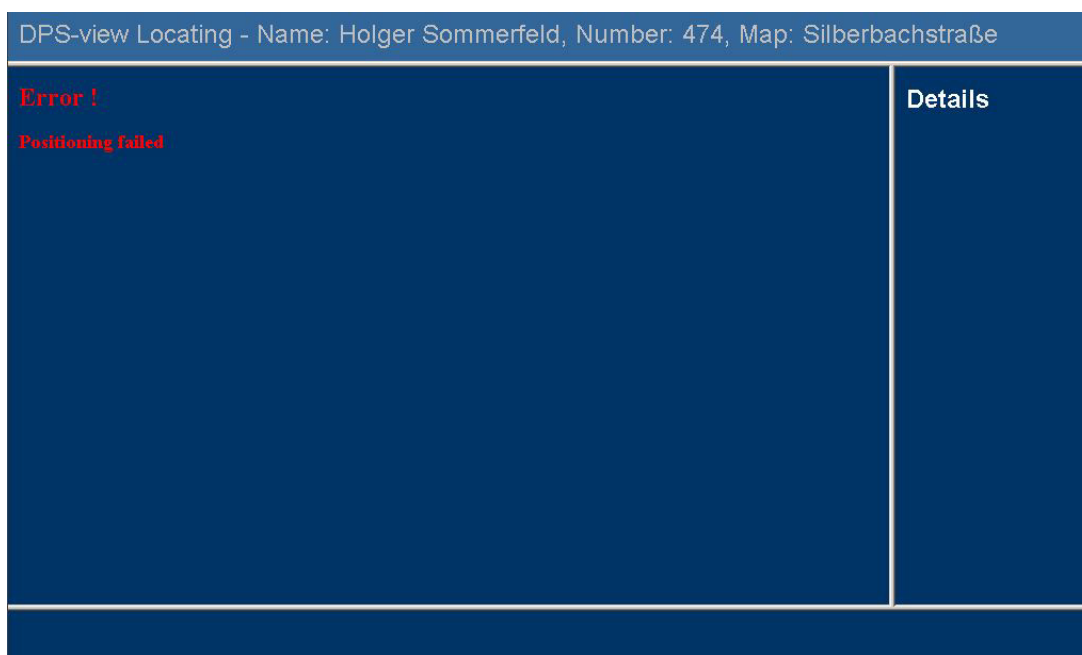 DPS-view Locating - Name: Holger Sommerfeld, Number: 474, Map: Silberbachstraße
Error !
Positioning failed
Details